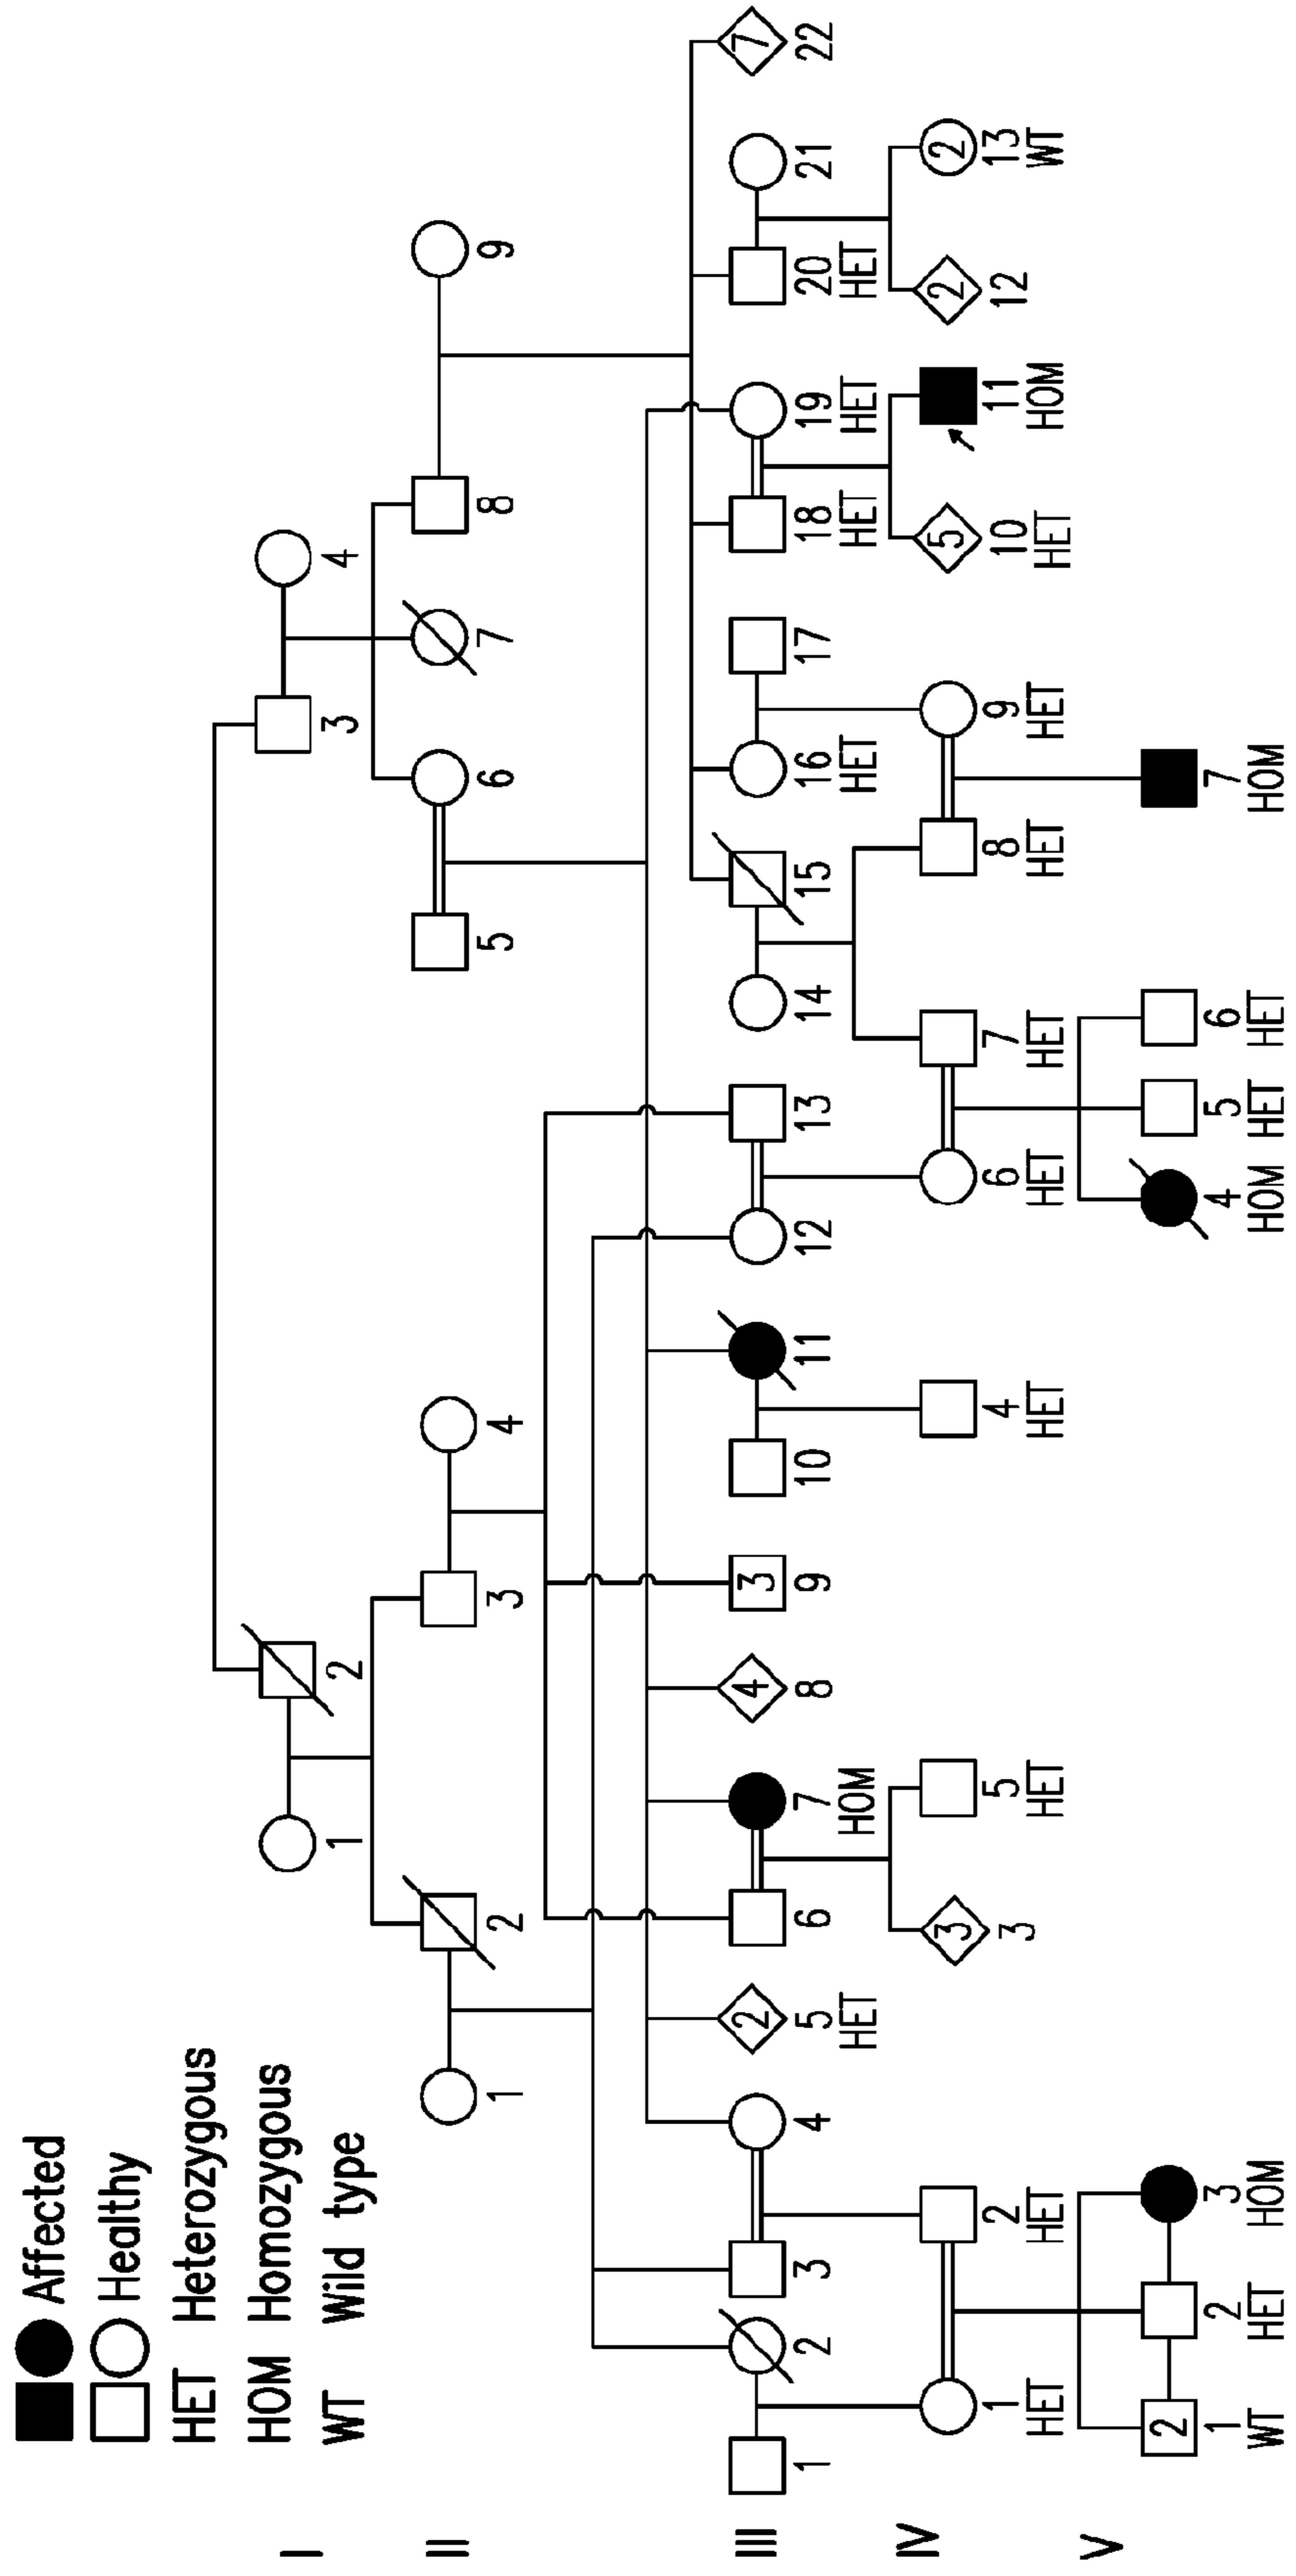 Affected
Healthy
HET Heterozygous
HOM Homozygous
WT Wild type
I
1 2 3 4
II
1 2 3 4 5 6 7 8 9
III
2 4 3 7
1 2 3 4 5 6 7 8 9 10 11 12 13 14 15 16 17 18 19 20 21 22
HET HOM HET HET HET HET
IV
3 5 2 2
1 2 3 5 4 6 7 8 9 10 11 12 13
HET HET HET HET HET HET HET HET HET HOM WT
V
2
1 2 3 4 5 6 7
WT HET HOM HOM HET HET HOM